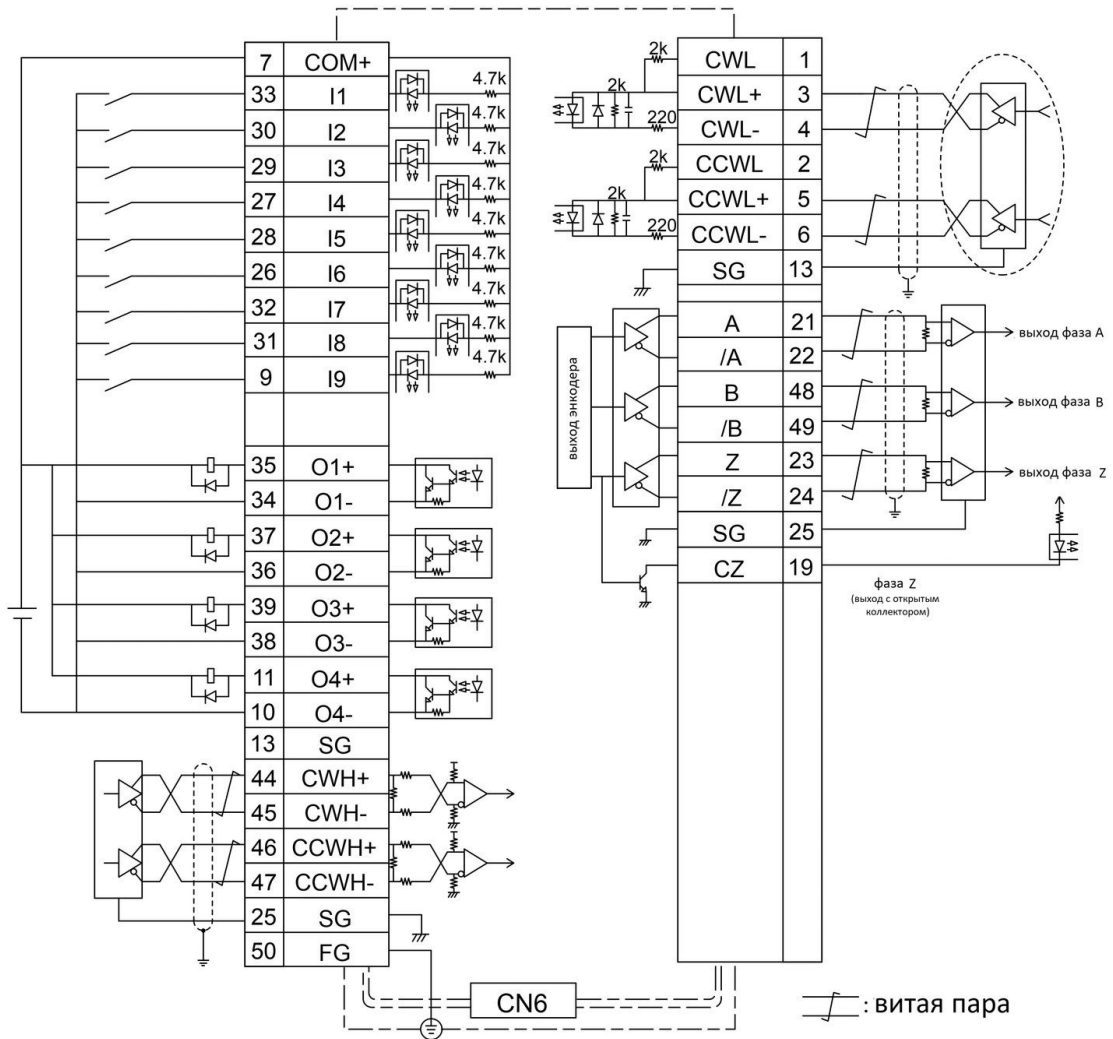 7 COM+
33 I1 4.7k
30 I2 4.7k
29 I3 4.7k
27 I4 4.7k
28 I5 4.7k
26 I6 4.7k
32 I7 4.7k
31 I8 4.7k
9 I9 4.7k
35 O1+
34 O1-
37 O2+
36 O2-
39 O3+
38 O3-
11 O4+
10 O4-
13 SG
44 CWH+
45 CWH-
46 CCWH+
47 CCWH-
25 SG
50 FG
2k CWL 1
2k CWL+ 3
220 CWL- 4
2k CCWL 2
2k CCWL+ 5
220 CCWL- 6
SG 13
выход энкодера
A 21
/A 22
B 48
/B 49
Z 23
/Z 24
SG 25
CZ 19
выход фаза A
выход фаза B
выход фаза Z
фаза Z
(выход с открытым
коллектором)
CN6
: витая пара